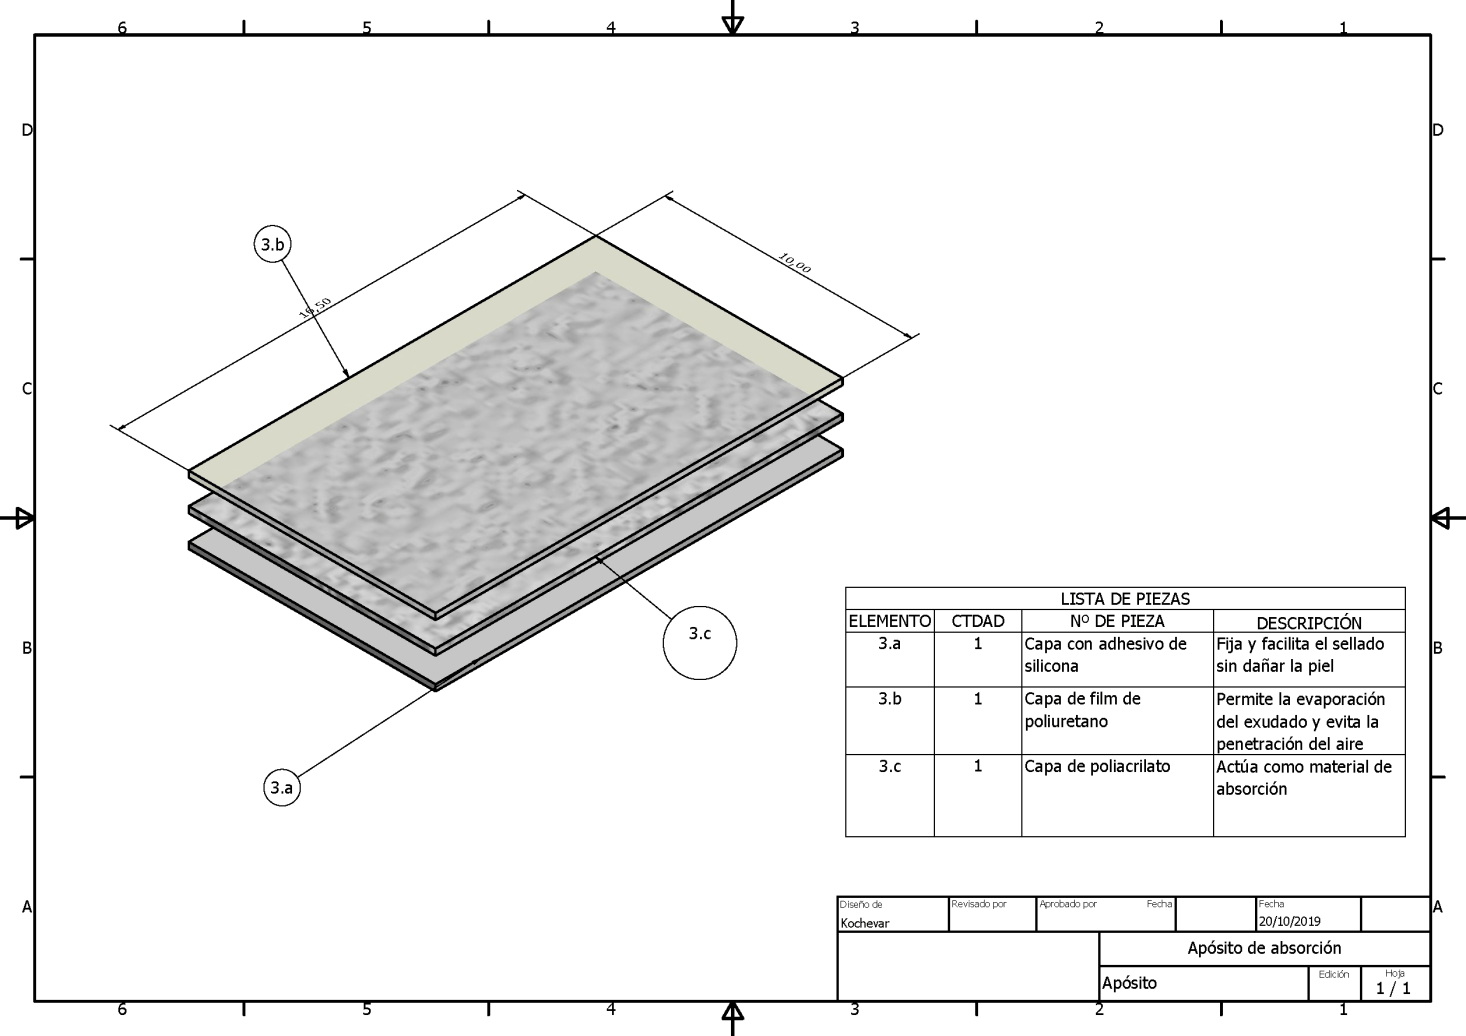 6 5 4 3 2 1
D D
3.b
10,00
16,50
C C
3.c
LISTA DE PIEZAS
ELEMENTO CTDAD Nº DE PIEZA DESCRIPCIÓN
3.a 1 Capa con adhesivo de Fija y facilita el sellado
silicona sin dañar la piel
B B
3.b 1 Capa de film de Permite la evaporación
poliuretano del exudado y evita la
penetración del aire
3.c 1 Capa de poliacrilato Actúa como material de
absorción
3.a
A A
Diseño de Revisado por Aprobado por Fecha Fecha
Kochevar 20/10/2019
Apósito de absorción
Apósito Edición Hoja
1 / 1
6 5 4 3 2 1